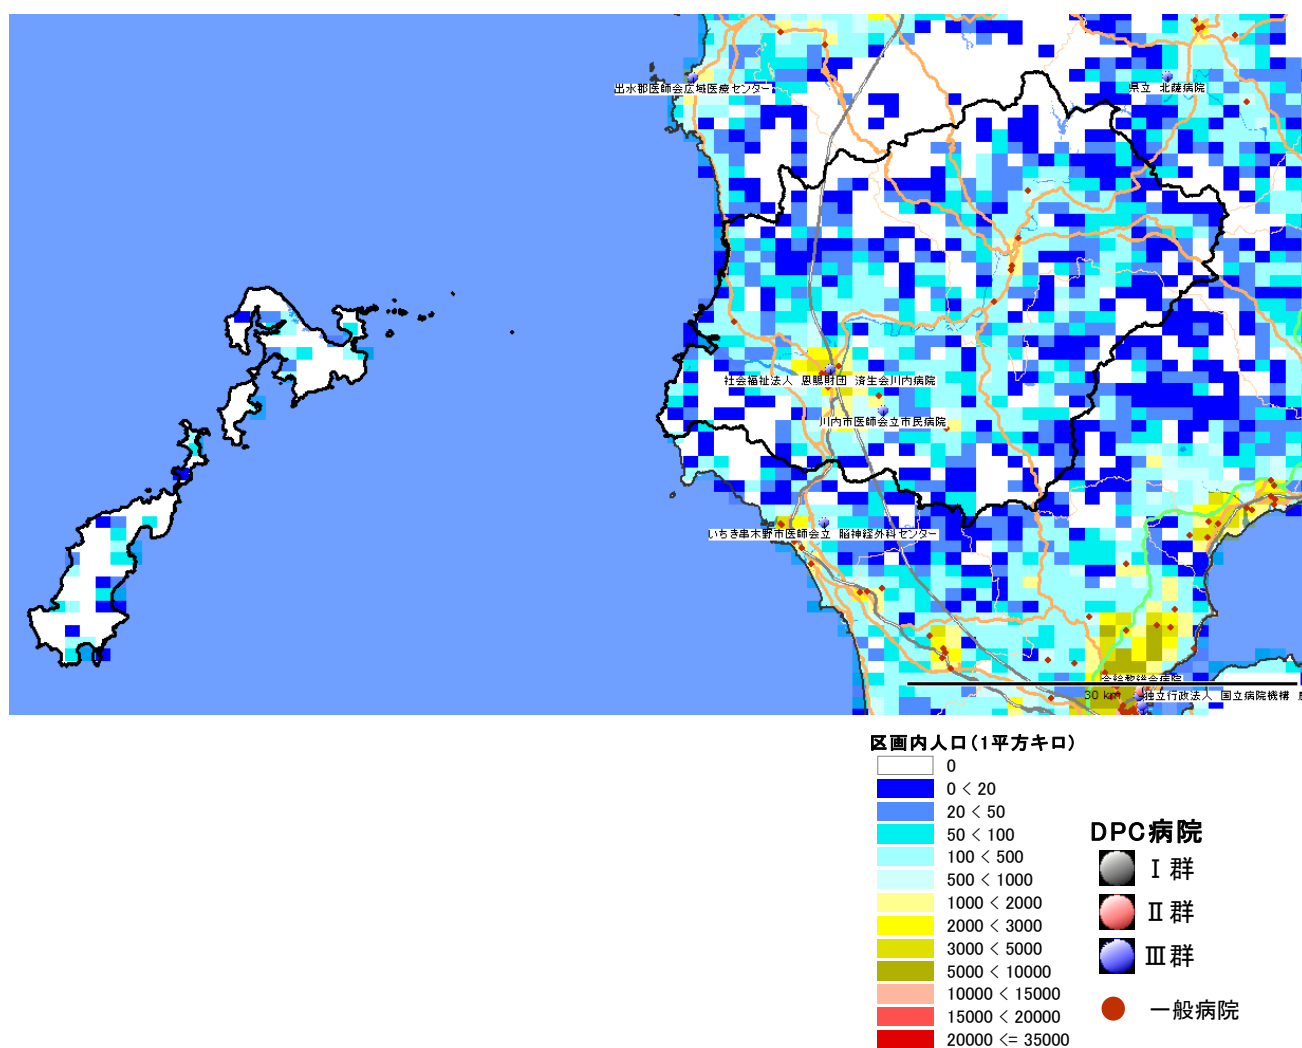 出水郡医師会広域医療センター
県立 北薩病院
社会福祉法人 恩賜財団 済生会川内病院
川内市医師会立市民病院
いちき串木野市医師会立 脳神経外科センター
30 km
独立行政法人 国立病院機構
区画内人口(1平方キロ)
0
0 < 20
20 < 50
50 < 100
100 < 500
500 < 1000
1000 < 2000
2000 < 3000
3000 < 5000
5000 < 10000
10000 < 15000
15000 < 20000
20000 <= 35000
DPC病院
Ⅰ群
Ⅱ群
Ⅲ群
一般病院